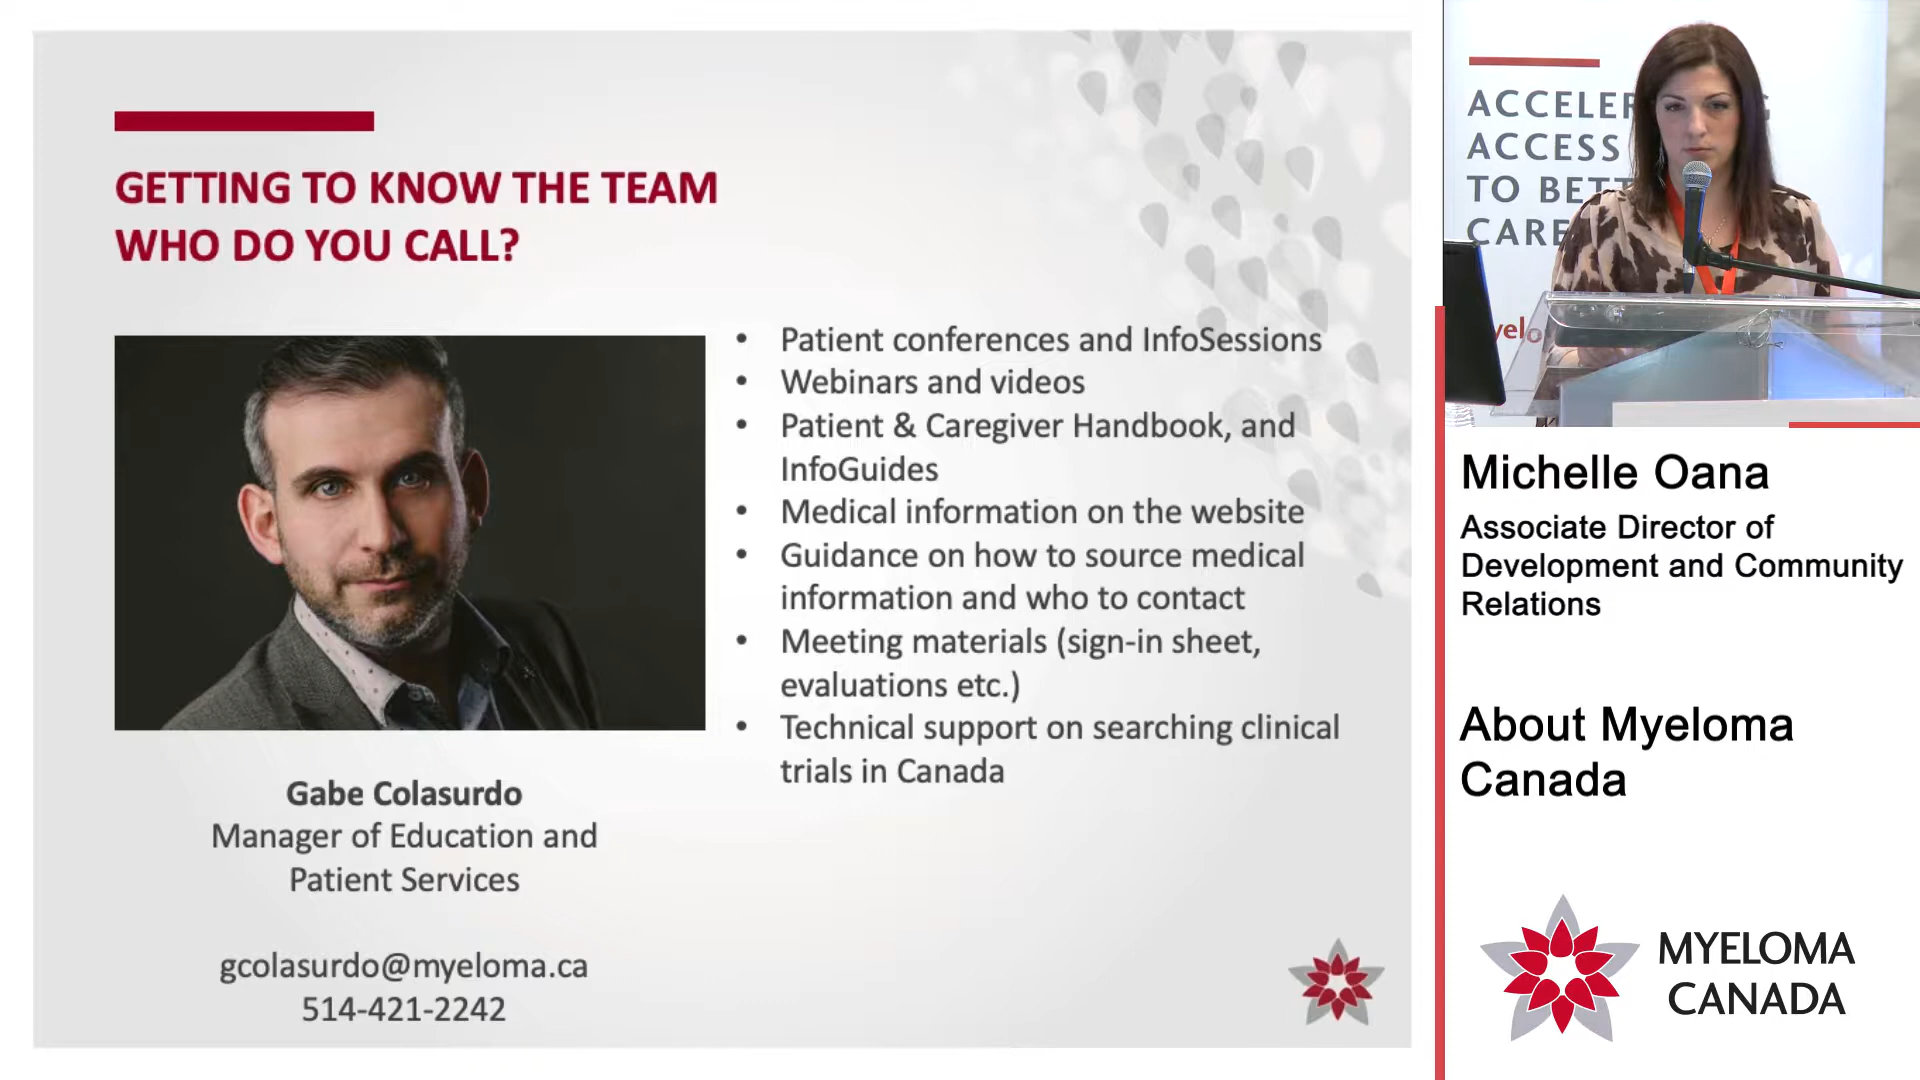 GETTING TO KNOW THE TEAM
WHO DO YOU CALL?
• Patient conferences and InfoSessions
• Webinars and videos
• Patient & Caregiver Handbook, and
InfoGuides
• Medical information on the website
• Guidance on how to source medical
information and who to contact
• Meeting materials (sign-in sheet,
evaluations etc.)
• Technical support on searching clinical
trials in Canada
Gabe Colasurdo
Manager of Education and
Patient Services
gcolasurdo@myeloma.ca
514-421-2242
ACCESS
TO
CARE
Michelle Oana
Associate Director of
Development and Community
Relations
About Myeloma
Canada
MYELOMA
CANADA